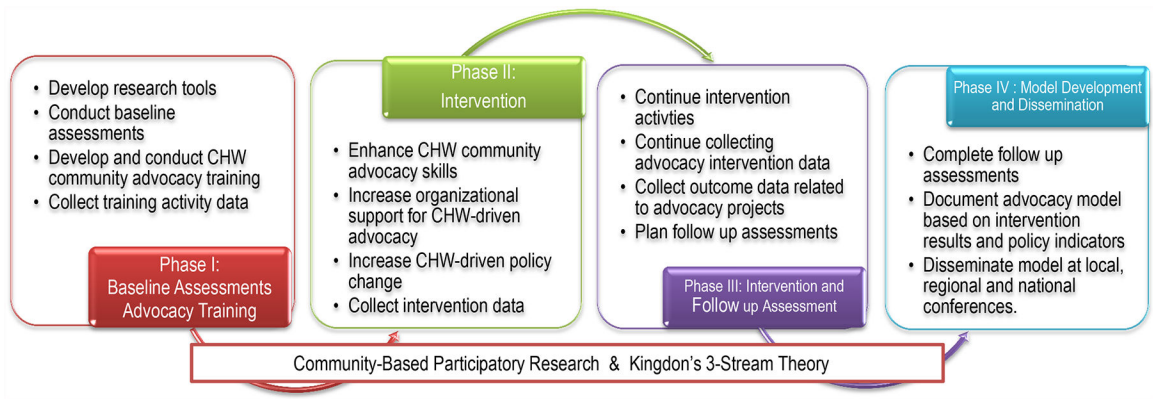 • Develop research tools
• Conduct baseline
assessments
• Develop and conduct CHW
community advocacy training
• Collect training activity data
Phase I:
Baseline Assessments
Advocacy Training
Phase II:
Intervention
• Enhance CHW community
advocacy skills
• Increase organizational
support for CHW-driven
advocacy
• Increase CHW-driven policy
change
• Collect intervention data
• Continue intervention
activties
• Continue collecting
advocacy intervention data
• Collect outcome data related
to advocacy projects
• Plan follow up assessments
Phase III: Intervention and
Follow up Assessment
Phase IV : Model Development
and Dissemination
• Complete follow up
assessments
• Document advocacy model
based on intervention
results and policy indicators
• Disseminate model at local,
regional and national
conferences.
Community-Based Participatory Research & Kingdon's 3-Stream Theory